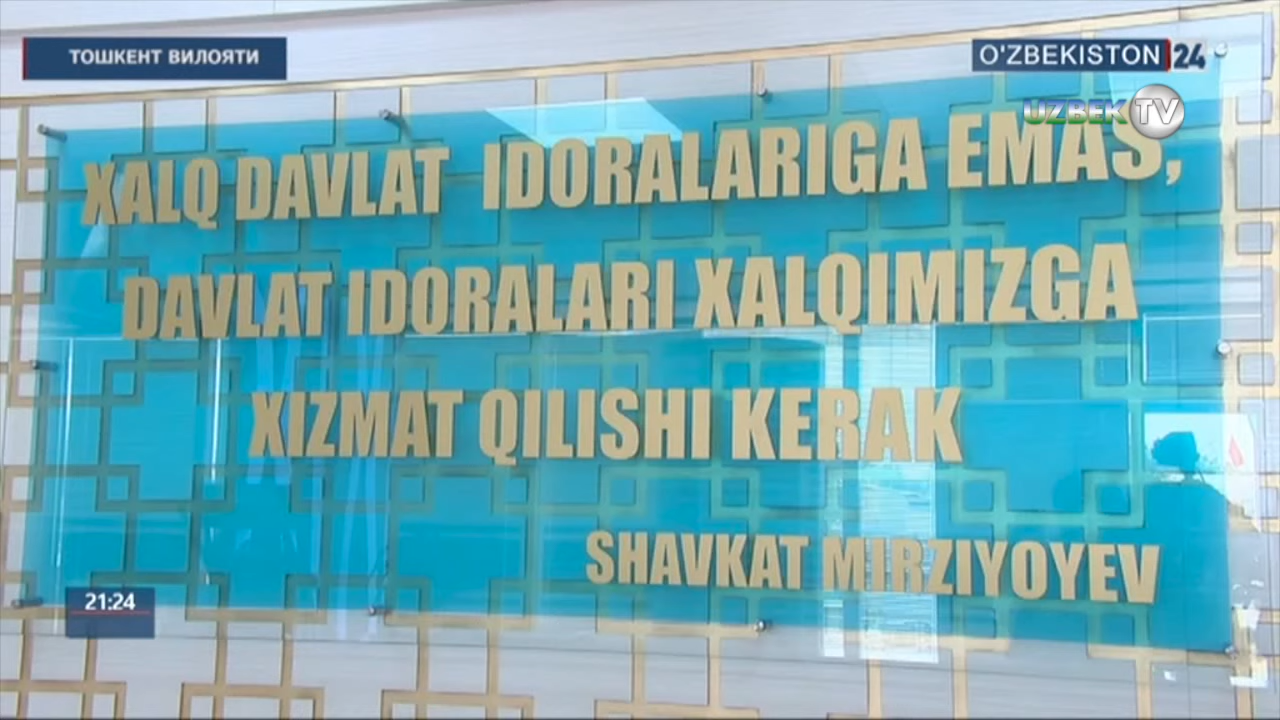 ТОШКЕНТ ВИЛОЯТИ
O'ZBEKISTON 24
UZBEK TV
XALQ DAVLAT IDORALARIGA EMAS,
DAVLAT IDORALARI XALQIMIZGA
XIZMAT QILISHI KERAK
SHAVKAT MIRZIYOYEV
21:24